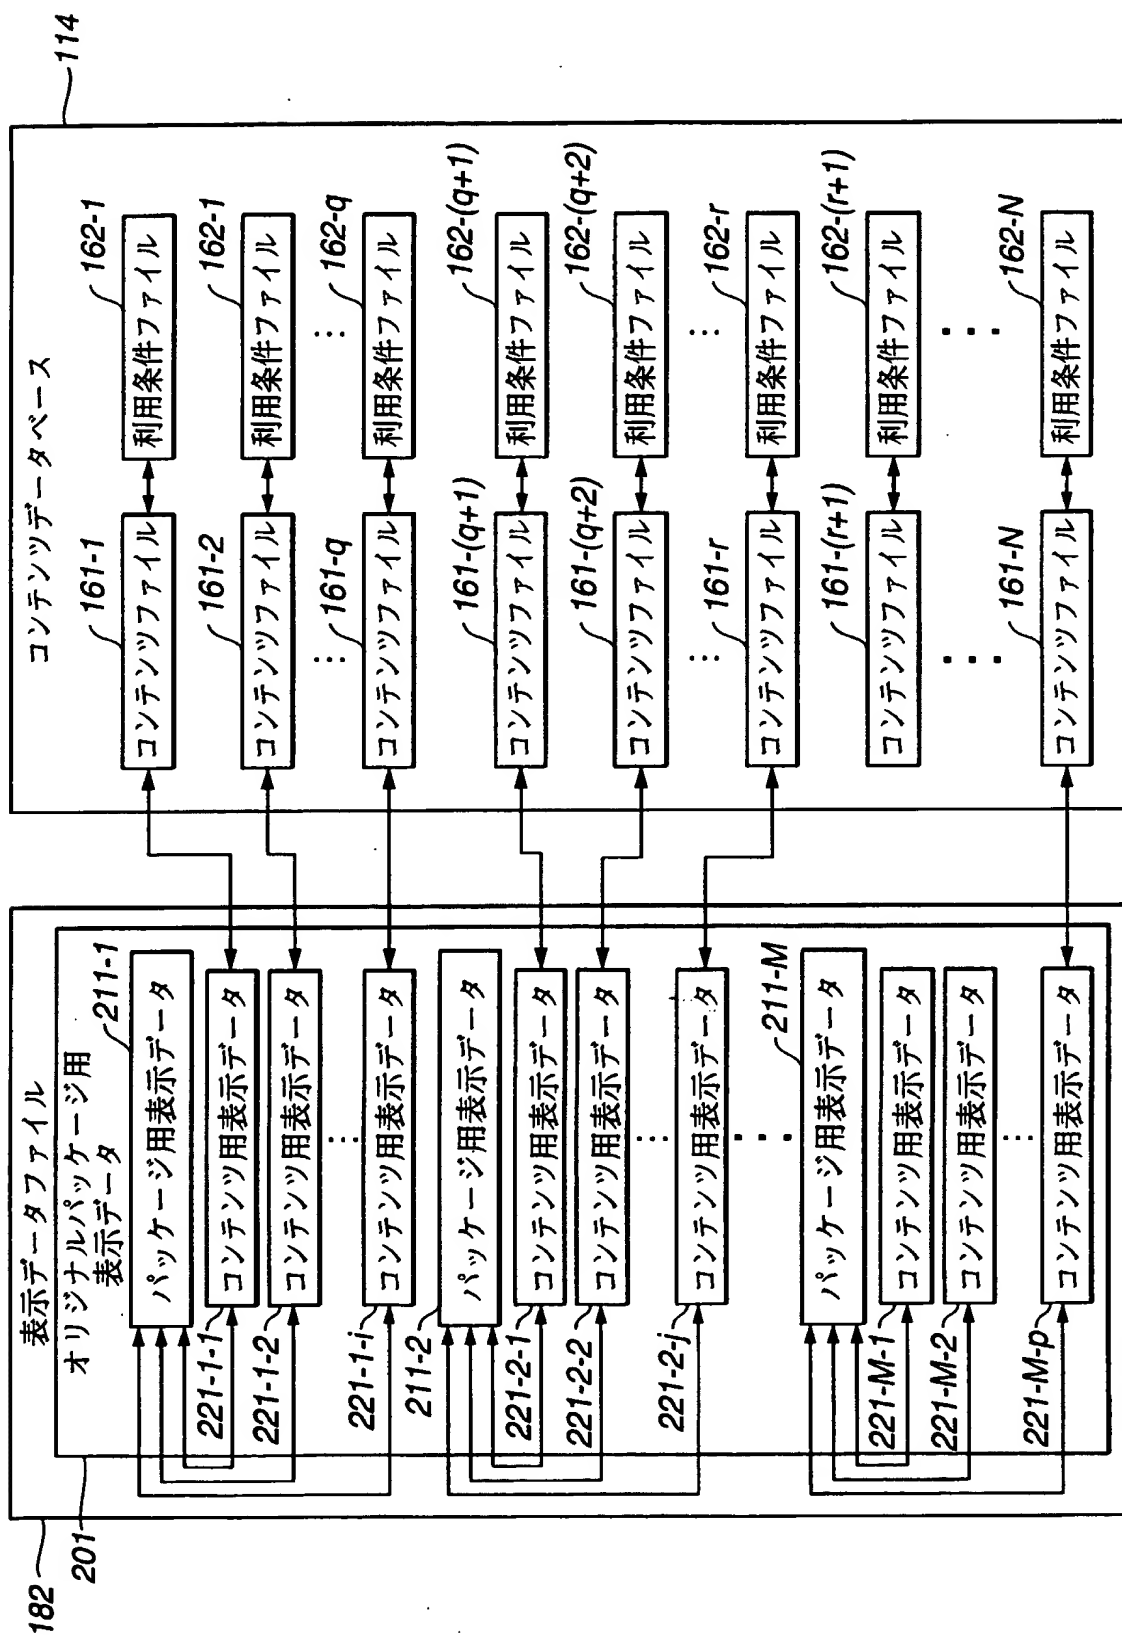 表示データファイル
オリジナルパッケージ用
表示データ
182
201
パッケージ用表示データ
211-1
コンテンツ用表示データ
221-1-1
コンテンツ用表示データ
221-1-2
...
コンテンツ用表示データ
221-1-i
パッケージ用表示データ
211-2
コンテンツ用表示データ
221-2-1
コンテンツ用表示データ
221-2-2
...
コンテンツ用表示データ
221-2-j
...
パッケージ用表示データ
211-M
コンテンツ用表示データ
221-M-1
コンテンツ用表示データ
221-M-2
...
コンテンツ用表示データ
221-M-p
コンテンツデータベース
114
コンテンツファイル
161-1
利用条件ファイル
162-1
コンテンツファイル
161-2
利用条件ファイル
162-1
...
...
コンテンツファイル
161-q
利用条件ファイル
162-q
コンテンツファイル
161-(q+1)
利用条件ファイル
162-(q+1)
コンテンツファイル
161-(q+2)
利用条件ファイル
162-(q+2)
...
...
コンテンツファイル
161-r
利用条件ファイル
162-r
コンテンツファイル
161-(r+1)
利用条件ファイル
162-(r+1)
...
...
コンテンツファイル
161-N
利用条件ファイル
162-N